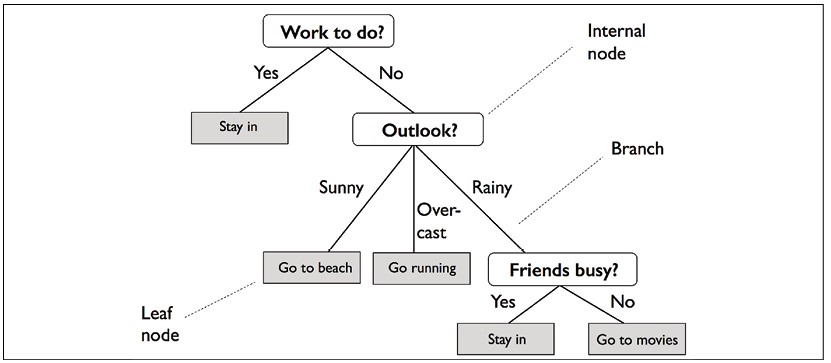 Work to do?
Internal
node
Yes
No
Stay in
Outlook?
Branch
Sunny
Rainy
Over-
cast
Go to beach
Go running
Friends busy?
Yes
No
Leaf
node
Stay in
Go to movies